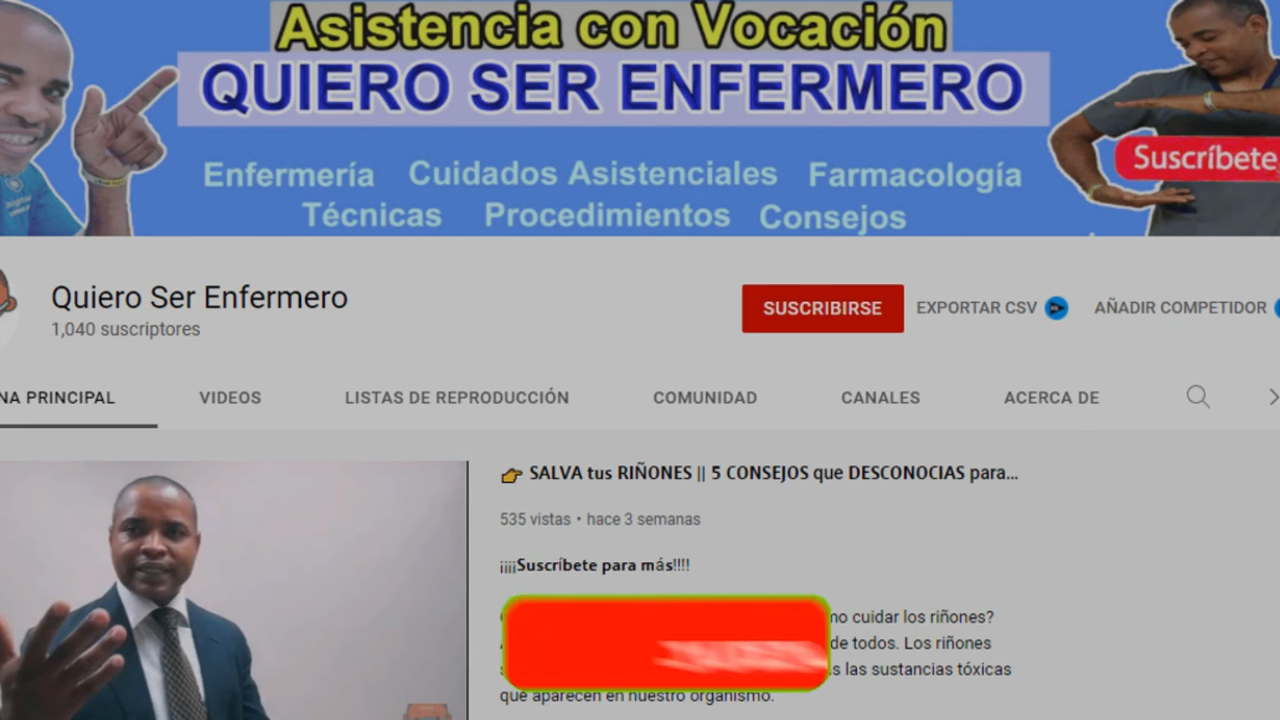 Asistencia con Vocación
QUIERO SER ENFERMERO
Enfermería Cuidados Asistenciales Farmacología
Técnicas Procedimientos Consejos
Suscríbete
Quiero Ser Enfermero
1,040 suscriptores
SUSCRIBIRSE
EXPORTAR CSV
AÑADIR COMPETIDOR
NA PRINCIPAL VIDEOS LISTAS DE REPRODUCCIÓN COMUNIDAD CANALES ACERCA DE
👉 SALVA tus RIÑONES || 5 CONSEJOS que DESCONOCIAS para...
535 vistas • hace 3 semanas
¡¡¡¡Suscríbete para más!!!!
mo cuidar los riñones?
de todos. Los riñones
s las sustancias tóxicas
que aparecen en nuestro organismo.